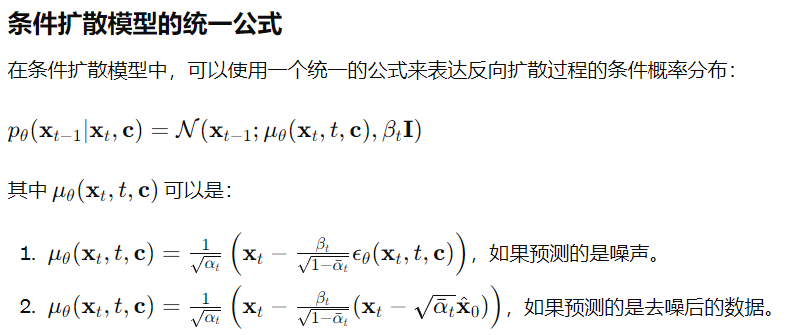 条件扩散模型的统一公式
在条件扩散模型中，可以使用一个统一的公式来表达反向扩散过程的条件概率分布：
$p_\theta(\mathbf{x}_{t-1}|\mathbf{x}_t, \mathbf{c}) = \mathcal{N}(\mathbf{x}_{t-1}; \mu_\theta(\mathbf{x}_t, t, \mathbf{c}), \beta_t \mathbf{I})$
其中 $\mu_\theta(\mathbf{x}_t, t, \mathbf{c})$ 可以是：
1. $\mu_\theta(\mathbf{x}_t, t, \mathbf{c}) = \frac{1}{\sqrt{\alpha_t}} \left( \mathbf{x}_t - \frac{\beta_t}{\sqrt{1-\bar{\alpha}_t}} \epsilon_\theta(\mathbf{x}_t, t, \mathbf{c}) \right)$，如果预测的是噪声。
2. $\mu_\theta(\mathbf{x}_t, t, \mathbf{c}) = \frac{1}{\sqrt{\alpha_t}} \left( \mathbf{x}_t - \frac{\beta_t}{\sqrt{1-\bar{\alpha}_t}} (\mathbf{x}_t - \sqrt{\bar{\alpha}_t} \hat{\mathbf{x}}_0) \right)$，如果预测的是去噪后的数据。